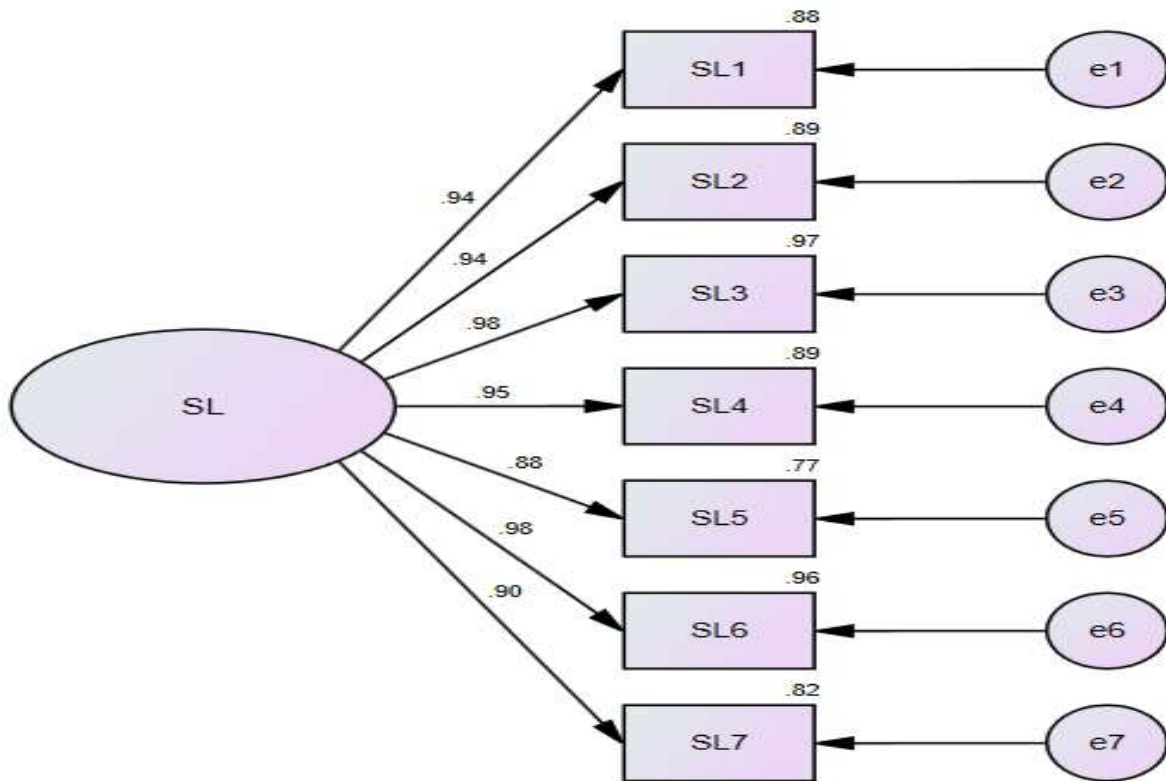 .88
SL1
e1
.94
.89
SL2
e2
.94
.97
SL3
e3
.98
.89
SL
.95
SL4
e4
.77
.88
SL5
e5
.96
.98
SL6
e6
.90
.82
SL7
e7